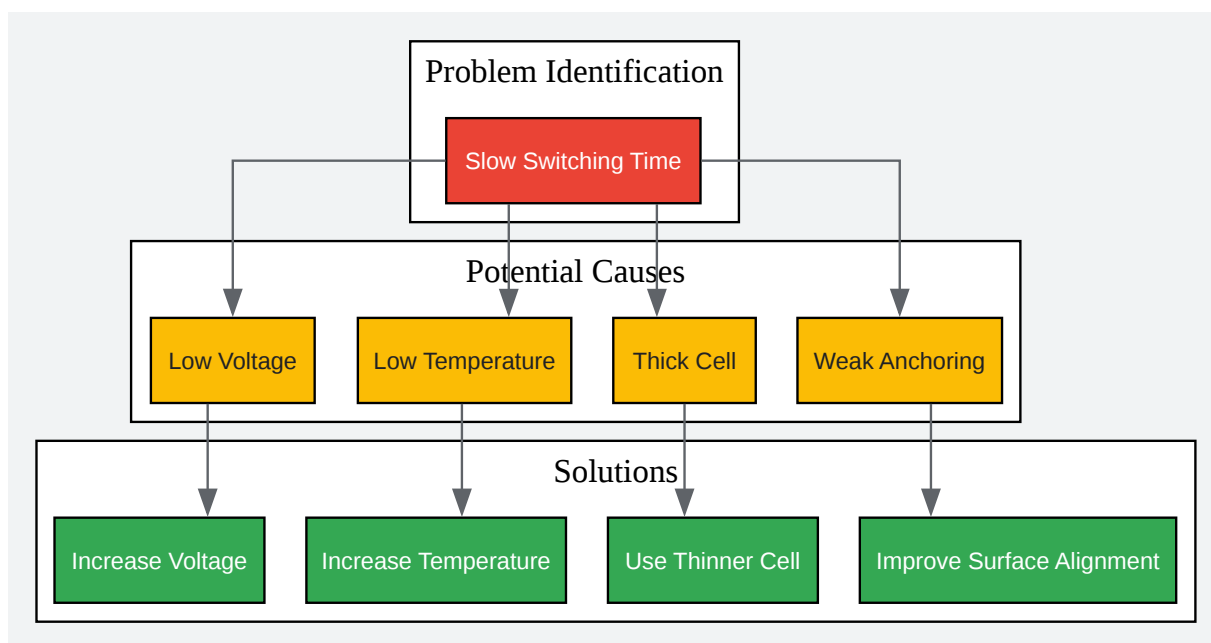 Problem Identification
Slow Switching Time
Potential Causes
Low Voltage
Low Temperature
Thick Cell
Weak Anchoring
Solutions
Increase Voltage
Increase Temperature
Use Thinner Cell
Improve Surface Alignment